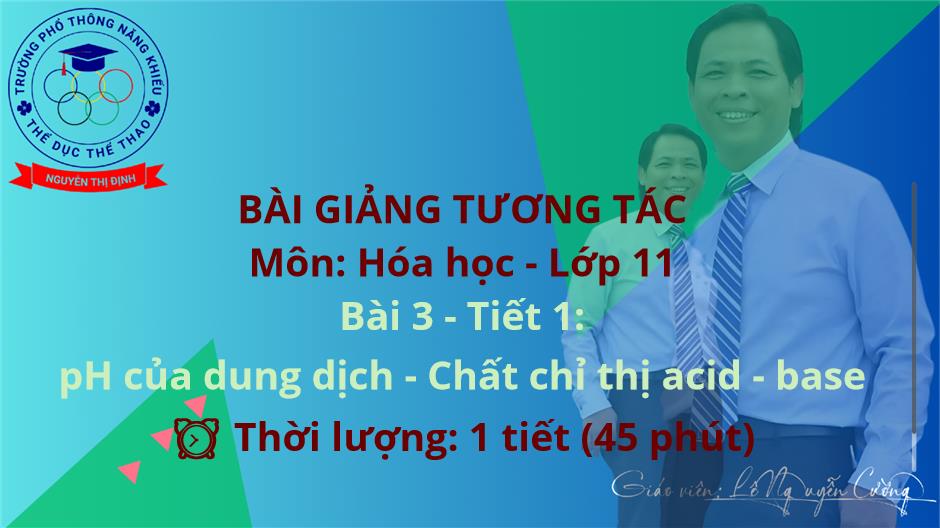 TRƯỜNG PHỔ THÔNG NĂNG KHIẾU
THỂ DỤC THỂ THAO
NGUYỄN THỊ ĐỊNH
BÀI GIẢNG TƯƠNG TÁC
Môn: Hóa học - Lớp 11
Bài 3 - Tiết 1:
pH của dung dịch - Chất chỉ thị acid - base
Thời lượng: 1 tiết (45 phút)
Giáo viên: Lê Nguyễn Cường